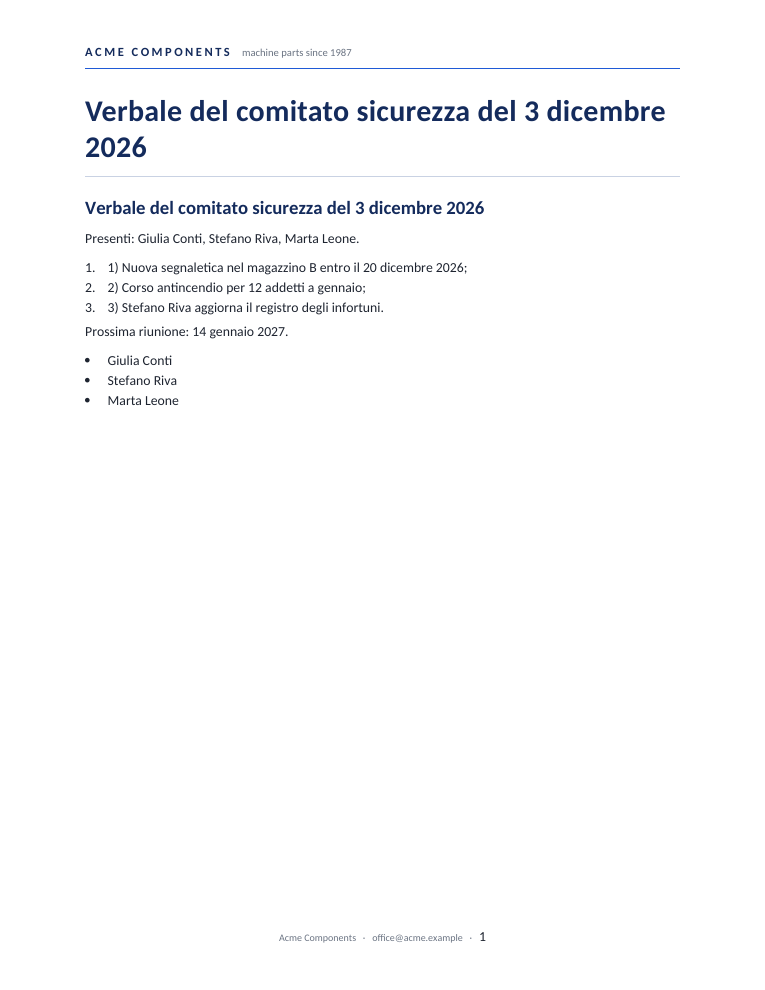 ACME COMPONENTS machine parts since 1987
Verbale del comitato sicurezza del 3 dicembre
2026
Verbale del comitato sicurezza del 3 dicembre 2026
Presenti: Giulia Conti, Stefano Riva, Marta Leone.
1. 1) Nuova segnaletica nel magazzino B entro il 20 dicembre 2026;
2. 2) Corso antincendio per 12 addetti a gennaio;
3. 3) Stefano Riva aggiorna il registro degli infortuni.
Prossima riunione: 14 gennaio 2027.
• Giulia Conti
• Stefano Riva
• Marta Leone
Acme Components · office@acme.example · 1